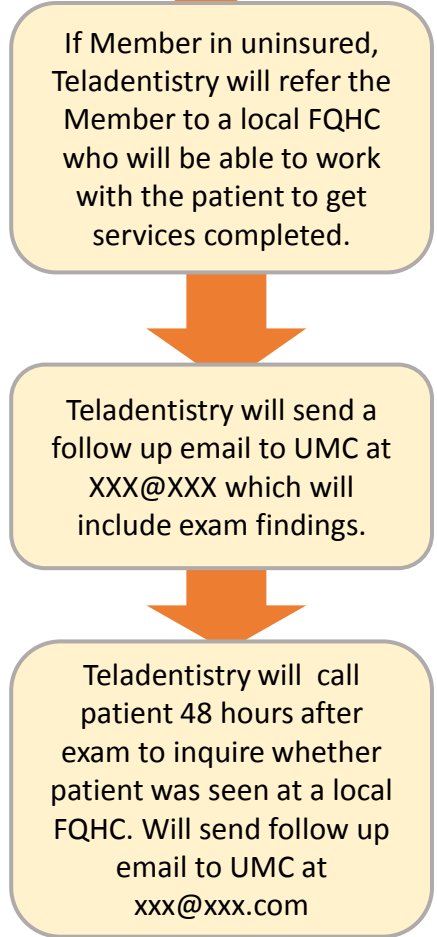 If Member in uninsured,
Teladentistry will refer the
Member to a local FQHC
who will be able to work
with the patient to get
services completed.
Teladentistry will send a
follow up email to UMC at
XXX@XXX which will
include exam findings.
Teladentistry will  call
patient 48 hours after
exam to inquire whether
patient was seen at a local
FQHC. Will send follow up
email to UMC at
xxx@xxx.com